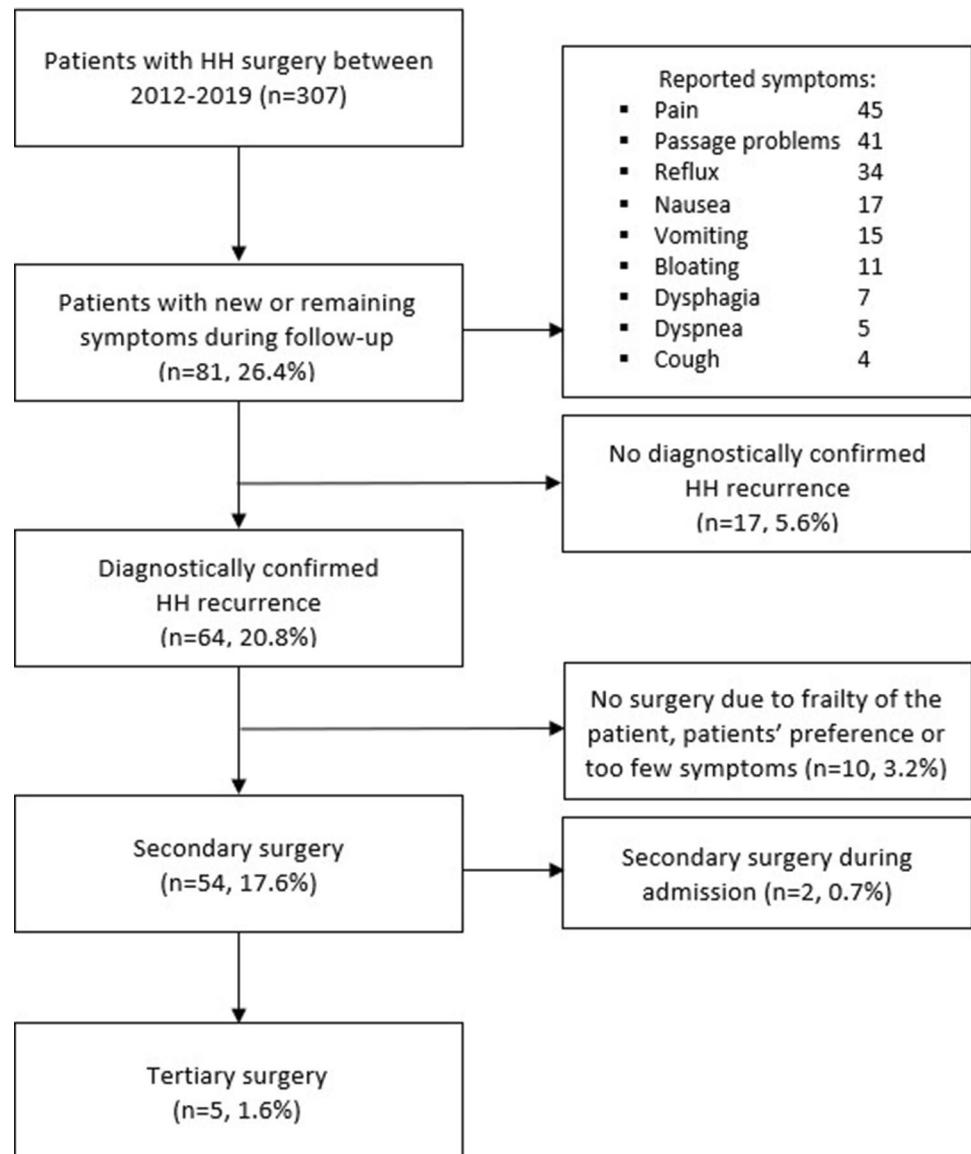 Patients with HH surgery between
2012-2019 (n=307)
Reported symptoms:
▪ Pain 45
▪ Passage problems 41
▪ Reflux 34
▪ Nausea 17
▪ Vomiting 15
▪ Bloating 11
▪ Dysphagia 7
▪ Dyspnea 5
▪ Cough 4
Patients with new or remaining
symptoms during follow-up
(n=81, 26.4%)
No diagnostically confirmed
HH recurrence
(n=17, 5.6%)
Diagnostically confirmed
HH recurrence
(n=64, 20.8%)
No surgery due to frailty of the
patient, patients’ preference or
too few symptoms (n=10, 3.2%)
Secondary surgery
(n=54, 17.6%)
Secondary surgery during
admission (n=2, 0.7%)
Tertiary surgery
(n=5, 1.6%)